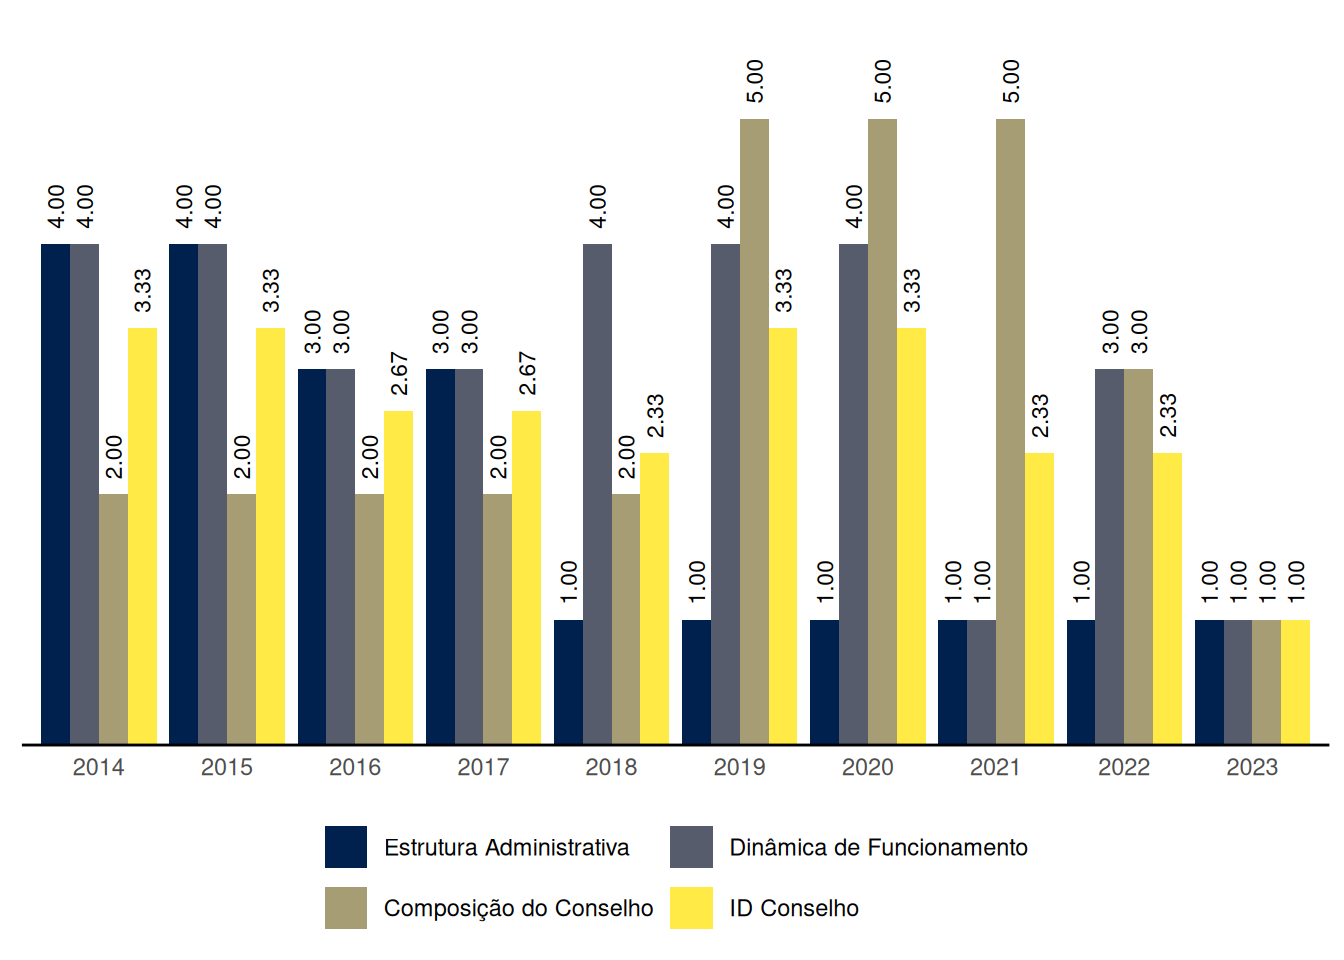 5.00 5.00 5.00
4.00 4.00 4.00 4.00 4.00 4.00 4.00
3.33 3.33 3.33 3.33
3.00 3.00 3.00 3.00 3.00 3.00
2.67 2.67
2.33 2.33 2.33
2.00 2.00 2.00 2.00 2.00
1.00 1.00 1.00 1.00 1.00 1.00 1.00 1.00 1.00 1.00
2014 2015 2016 2017 2018 2019 2020 2021 2022 2023
Estrutura Administrativa Dinâmica de Funcionamento
Composição do Conselho ID Conselho